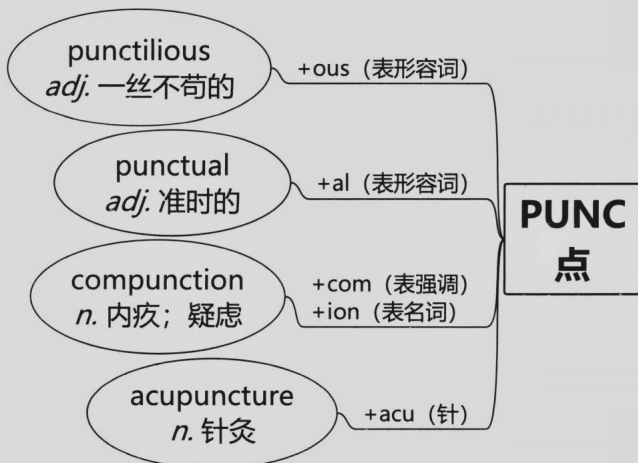 punctilious
adj. 一丝不苟的
+ous（表形容词）
punctual
adj. 准时的
+al（表形容词）
PUNC
点
compunction
n. 内疚；疑虑
+com（表强调）
+ion（表名词）
acupuncture
n. 针灸
+acu（针）